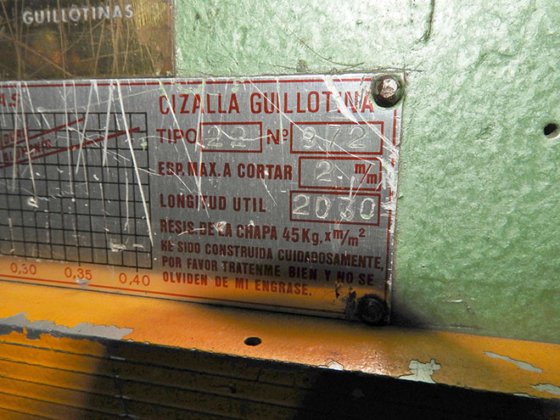 GUILLOTINAS
CIZALLA GUILLOTINA
TIPO 22 Nº 972
ESP. MAX. A CORTAR 2 m/m
LONGITUD UTIL 2030
RESIS. DE LA CHAPA 45 Kg. x m/m²
HE SIDO CONSTRUIDA CUIDADOSAMENTE,
POR FAVOR TRATENME BIEN Y NO SE
OLVIDEN DE MI ENGRASE.
0,30 0,35 0,40